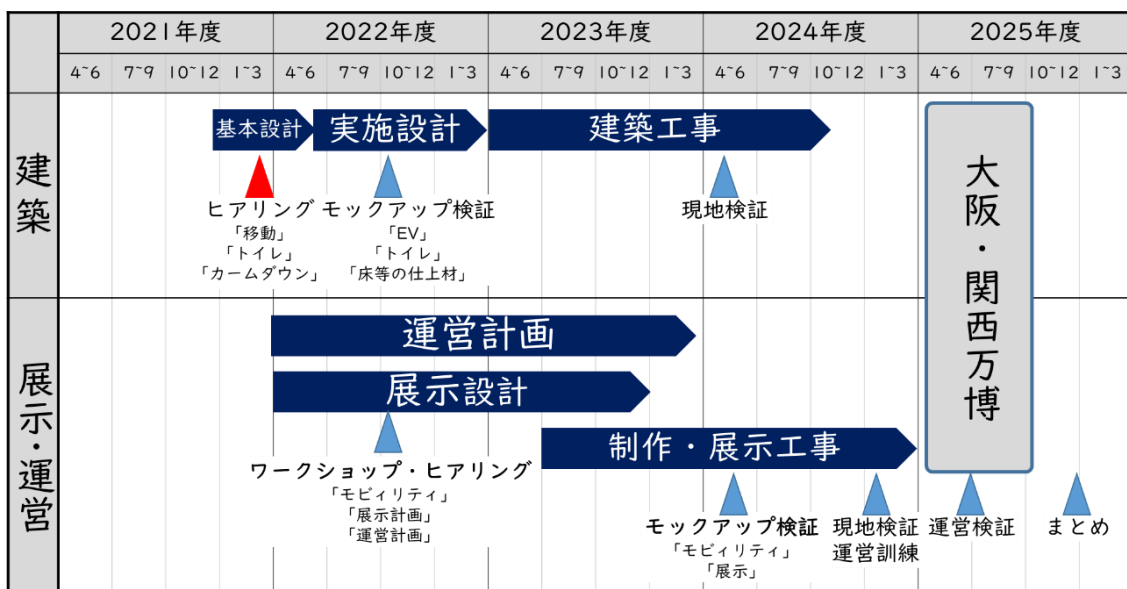 2021年度 2022年度 2023年度 2024年度 2025年度
4~6 7~9 10~12 1~3 4~6 7~9 10~12 1~3 4~6 7~9 10~12 1~3 4~6 7~9 10~12 1~3 4~6 7~9 10~12 1~3
建築
基本設計 実施設計 建築工事
ヒアリング モックアップ検証 現地検証
「移動」 「EV」
「トイレ」 「トイレ」
「カームダウン」 「床等の仕上材」
大阪・関西万博
展示・運営
運営計画
展示設計
制作・展示工事
ワークショップ・ヒアリング
「モビィリティ」
「展示計画」
「運営計画」
モックアップ検証 現地検証 運営検証 まとめ
「モビィリティ」 運営訓練
「展示」